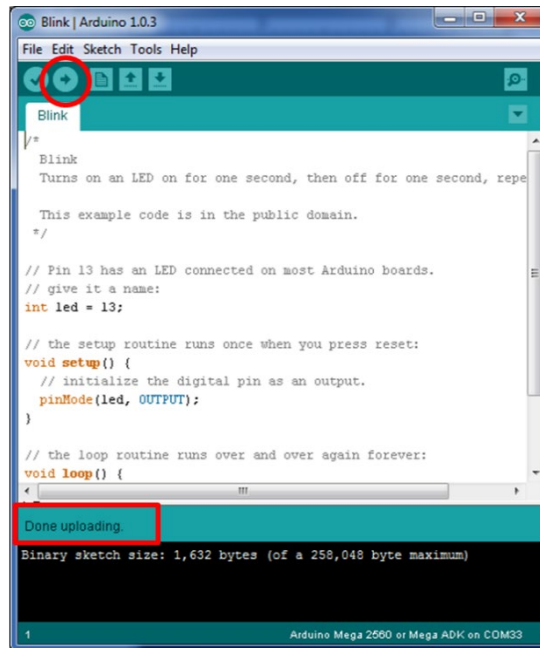 Blink | Arduino 1.0.3
File Edit Sketch Tools Help
Blink
/*
Blink
Turns on an LED on for one second, then off for one second, repe
This example code is in the public domain.
*/
// Pin 13 has an LED connected on most Arduino boards.
// give it a name:
int led = 13;
// the setup routine runs once when you press reset:
void setup() {
// initialize the digital pin as an output.
pinMode(led, OUTPUT);
}
// the loop routine runs over and over again forever:
void loop() {
Done uploading.
Binary sketch size: 1,632 bytes (of a 258,048 byte maximum)
1
Arduino Mega 2560 or Mega ADK on COM33